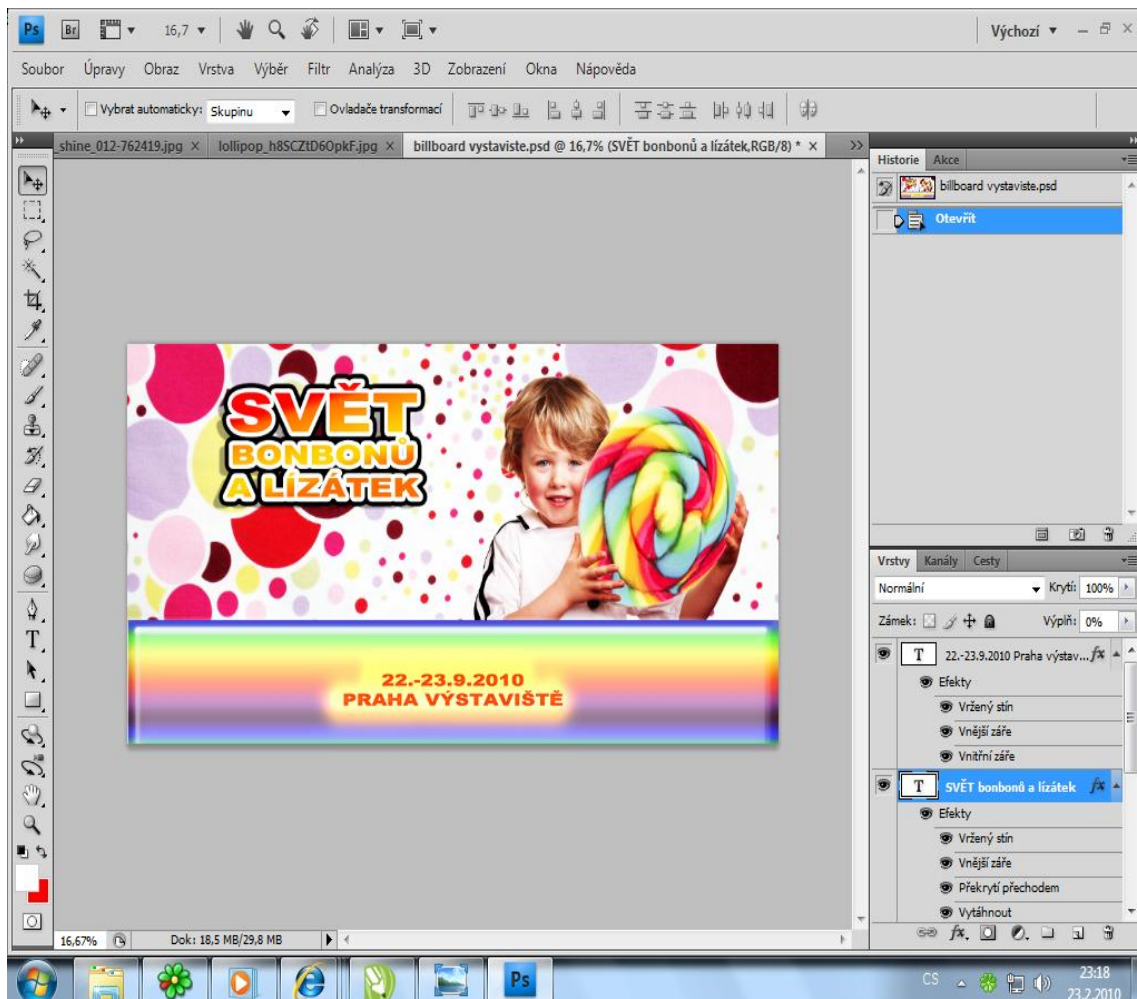 Ps Br 16,7 Výchozí
Soubor Úpravy Obraz Vrstva Výběr Filtr Analýza 3D Zobrazení Okna Nápověda
Vybrat automaticky: Skupinu Ovladače transformací
_shine_012-762419.jpg × lollipop_h8SCZtD6OpkF.jpg × billboard vystaviste.psd @ 16,7% (SVĚT bonbonů a lízátek,RGB/8) * ×
Historie Akce
billboard vystaviste.psd
Otevřít
SVĚT
BONBONŮ
A LÍZÁTEK
22.-23.9.2010
PRAHA VÝSTAVIŠTĚ
Vrstvy Kanály Cesty
Normální Krytí: 100%
Zámek: Výplň: 0%
T 22.-23.9.2010 Praha výstav... fx
Efekty
Vržený stín
Vnější záře
Vnitřní záře
T SVĚT bonbonů a lízátek fx
Efekty
Vržený stín
Vnější záře
Překrytí přechodem
Vytáhnout
16,67% Dok: 18,5 MB/29,8 MB
Ps CS 23:18
23.2.2010